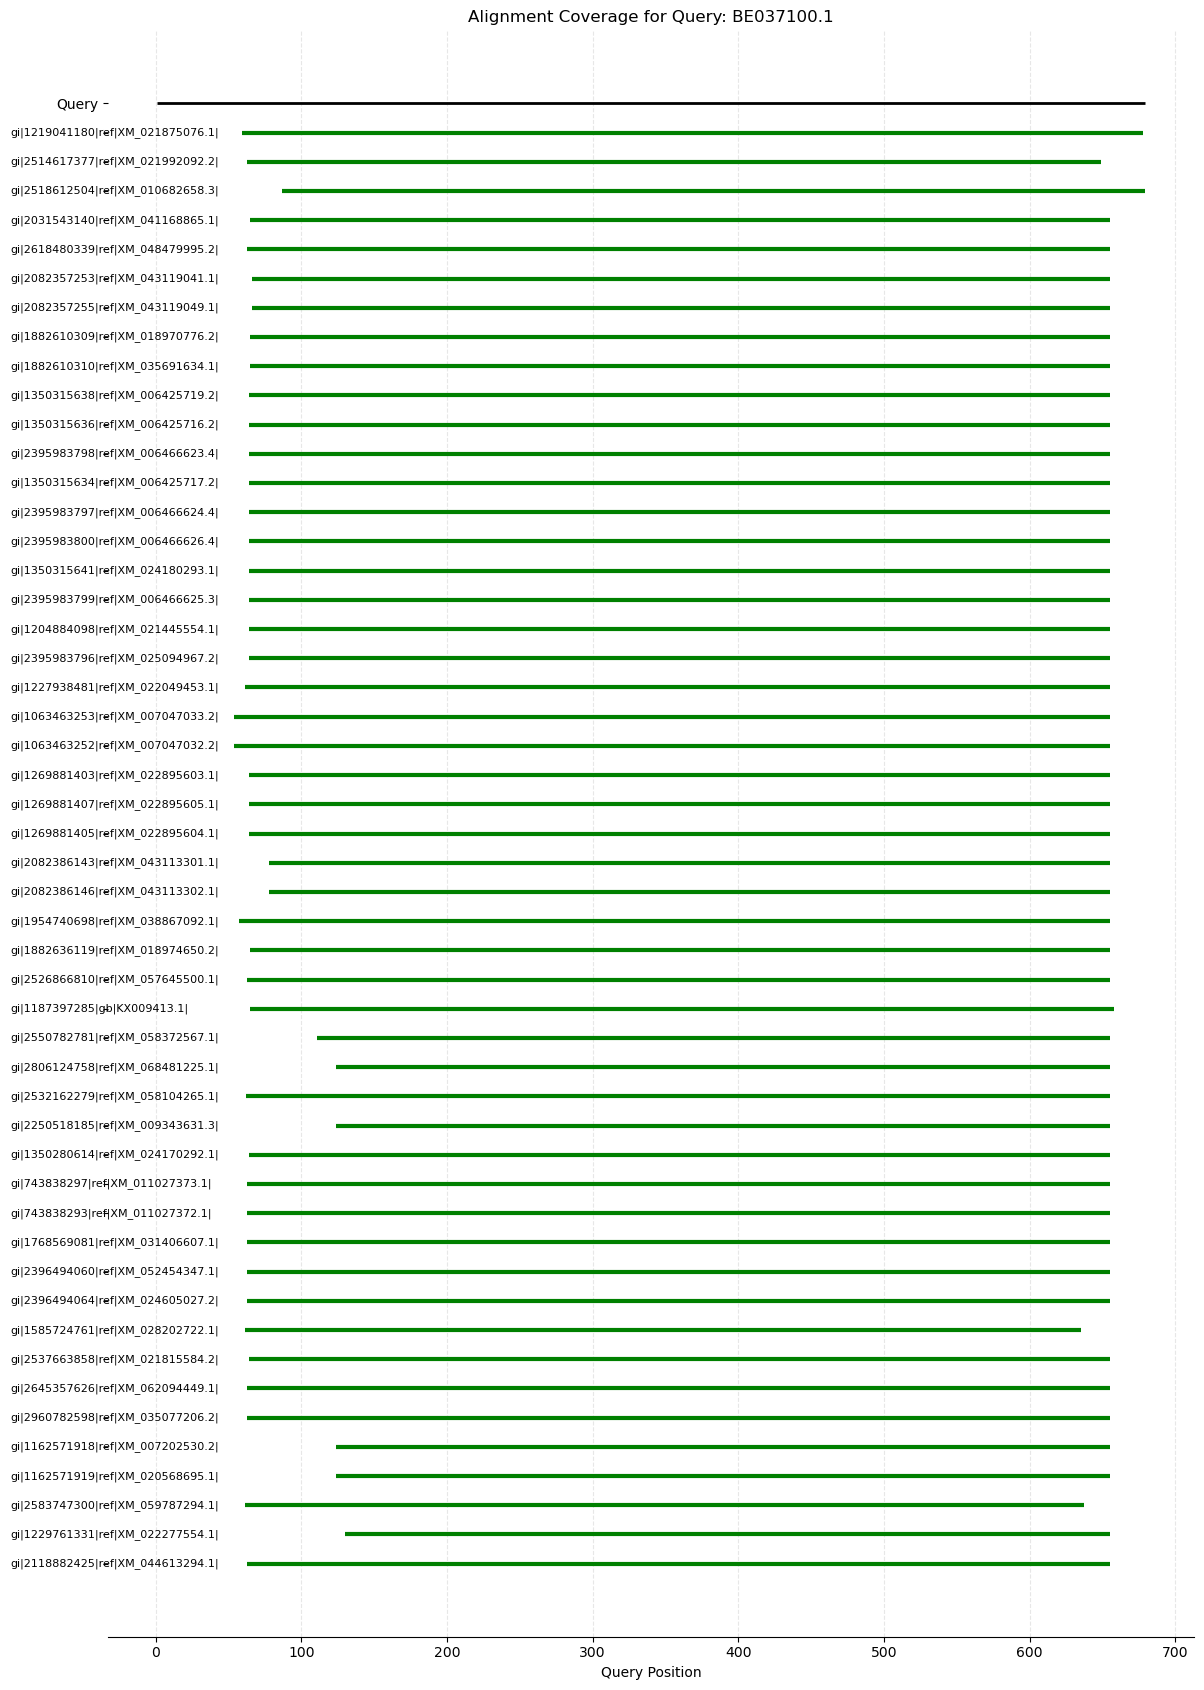 Alignment Coverage for Query: BE037100.1
Query
gi|1219041180|ref|XM_021875076.1|
gi|2514617377|ref|XM_021992092.2|
gi|2518612504|ref|XM_010682658.3|
gi|2031543140|ref|XM_041168865.1|
gi|2618480339|ref|XM_048479995.2|
gi|2082357253|ref|XM_043119041.1|
gi|2082357255|ref|XM_043119049.1|
gi|1882610309|ref|XM_018970776.2|
gi|1882610310|ref|XM_035691634.1|
gi|1350315638|ref|XM_006425719.2|
gi|1350315636|ref|XM_006425716.2|
gi|2395983798|ref|XM_006466623.4|
gi|1350315634|ref|XM_006425717.2|
gi|2395983797|ref|XM_006466624.4|
gi|2395983800|ref|XM_006466626.4|
gi|1350315641|ref|XM_024180293.1|
gi|2395983799|ref|XM_006466625.3|
gi|1204884098|ref|XM_021445554.1|
gi|2395983796|ref|XM_025094967.2|
gi|1227938481|ref|XM_022049453.1|
gi|1063463253|ref|XM_007047033.2|
gi|1063463252|ref|XM_007047032.2|
gi|1269881403|ref|XM_022895603.1|
gi|1269881407|ref|XM_022895605.1|
gi|1269881405|ref|XM_022895604.1|
gi|2082386143|ref|XM_043113301.1|
gi|2082386146|ref|XM_043113302.1|
gi|1954740698|ref|XM_038867092.1|
gi|1882636119|ref|XM_018974650.2|
gi|2526866810|ref|XM_057645500.1|
gi|1187397285|gb|KX009413.1|
gi|2550782781|ref|XM_058372567.1|
gi|2806124758|ref|XM_068481225.1|
gi|2532162279|ref|XM_058104265.1|
gi|2250518185|ref|XM_009343631.3|
gi|1350280614|ref|XM_024170292.1|
gi|743838297|ref|XM_011027373.1|
gi|743838293|ref|XM_011027372.1|
gi|1768569081|ref|XM_031406607.1|
gi|2396494060|ref|XM_052454347.1|
gi|2396494064|ref|XM_024605027.2|
gi|1585724761|ref|XM_028202722.1|
gi|2537663858|ref|XM_021815584.2|
gi|2645357626|ref|XM_062094449.1|
gi|2960782598|ref|XM_035077206.2|
gi|1162571918|ref|XM_007202530.2|
gi|1162571919|ref|XM_020568695.1|
gi|2583747300|ref|XM_059787294.1|
gi|1229761331|ref|XM_022277554.1|
gi|2118882425|ref|XM_044613294.1|
0 100 200 300 400 500 600 700
Query Position